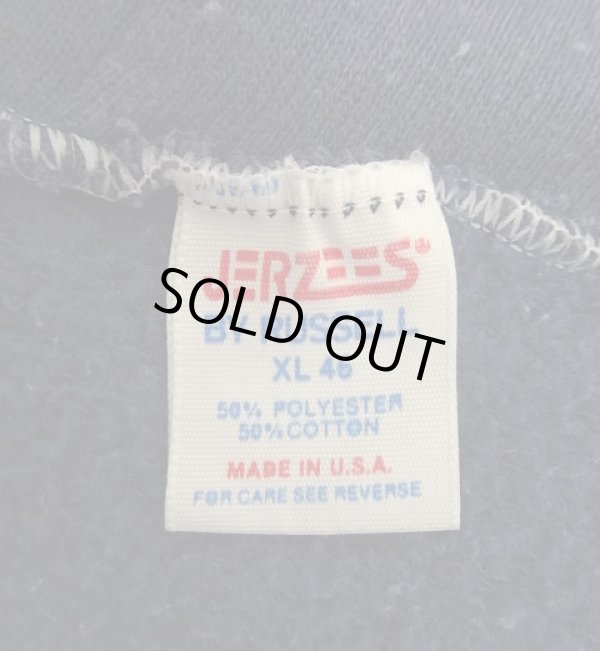 JERZEES
BY RUSSELL
XL 46
SOLD OUT
50% POLYESTER
50% COTTON
MADE IN U.S.A.
FOR CARE SEE REVERSE